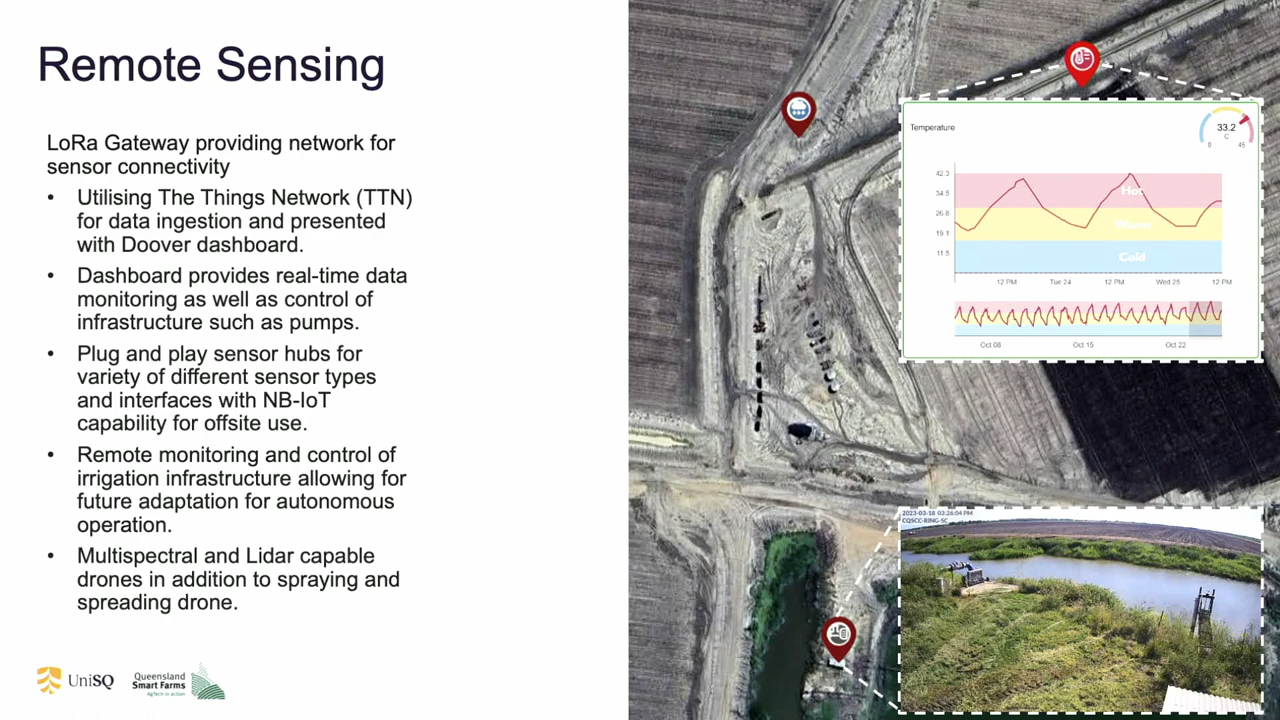 Remote Sensing
LoRa Gateway providing network for
sensor connectivity
• Utilising The Things Network (TTN)
for data ingestion and presented
with Doover dashboard.
• Dashboard provides real-time data
monitoring as well as control of
infrastructure such as pumps.
• Plug and play sensor hubs for
variety of different sensor types
and interfaces with NB-IoT
capability for offsite use.
• Remote monitoring and control of
irrigation infrastructure allowing for
future adaptation for autonomous
operation.
• Multispectral and Lidar capable
drones in addition to spraying and
spreading drone.
UniSQ
Queensland
Smart Farms
AgTech in action
Temperature
33.2
C
0 45
42.3
34.5
26.8
19.1
11.5
Hot
Warm
Cold
12 PM Tue 24 12 PM Wed 25 12 PM
Oct 08 Oct 15 Oct 22
2023-03-18 03:26:04 PM
CQSCC-RING-SC